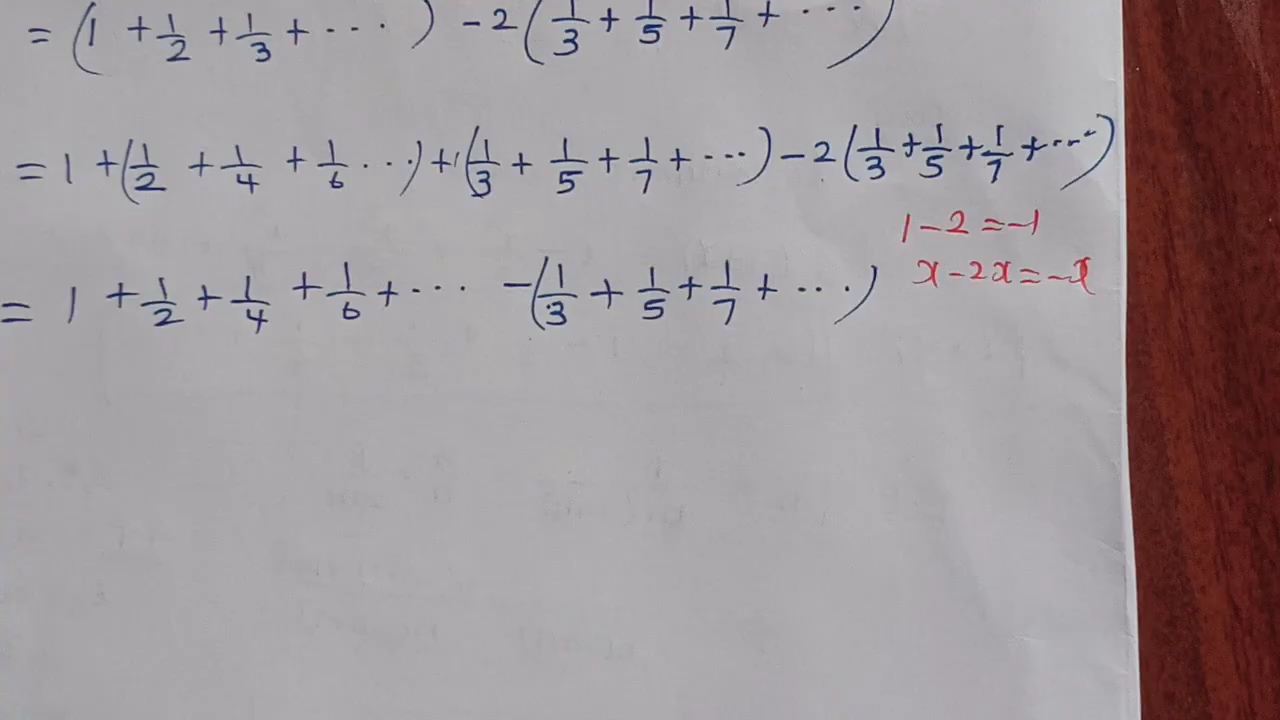 = (1 + 1/2 + 1/3 + ⋯) − 2(1/3 + 1/5 + 1/7 + ⋯)
= 1 + (1/2 + 1/4 + 1/6 ⋯) + (1/3 + 1/5 + 1/7 + ⋯) − 2(1/3 + 1/5 + 1/7 + ⋯)
1 − 2 = −1
x − 2x = −x
= 1 + 1/2 + 1/4 + 1/6 + ⋯ − (1/3 + 1/5 + 1/7 + ⋯)